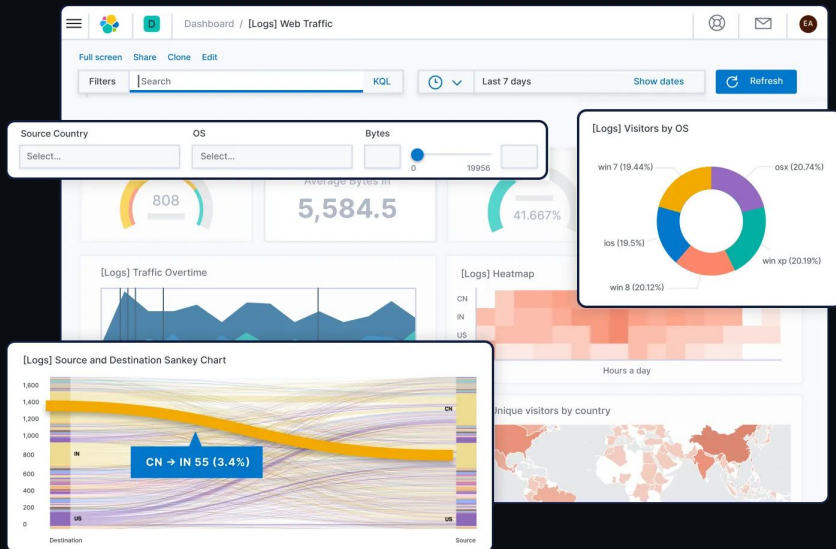 D
Dashboard / [Logs] Web Traffic
EA
Full screen Share Clone Edit
Filters Search KQL Last 7 days Show dates Refresh
Source Country OS Bytes
Select... Select...
0 19956
[Logs] Visitors by OS
win 7 (19.44%) osx (20.74%)
ios (19.5%) win xp (20.19%)
win 8 (20.12%)
808
Average Bytes In
5,584.5
41.667%
[Logs] Traffic Overtime
[Logs] Heatmap
CN
IN
US
Hours a day
[Logs] Source and Destination Sankey Chart
1,600
1,400
1,200
1,000
800
600
400
200
0
CN
IN
CN → IN 55 (3.4%)
US US
Destination Source
Unique visitors by country